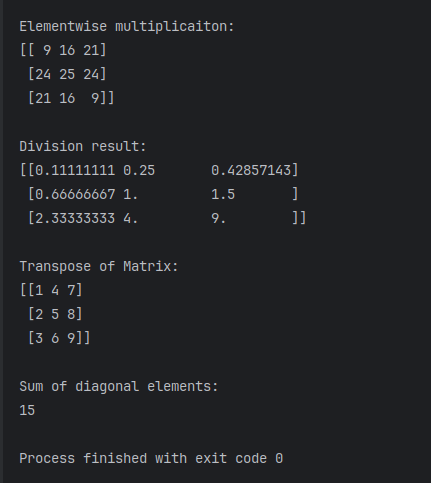 Elementwise multiplicaiton:
[[ 9 16 21]
 [24 25 24]
 [21 16  9]]
Division result:
[[0.11111111 0.25       0.42857143]
 [0.66666667 1.         1.5       ]
 [2.33333333 4.         9.        ]]
Transpose of Matrix:
[[1 4 7]
 [2 5 8]
 [3 6 9]]
Sum of diagonal elements:
15
Process finished with exit code 0